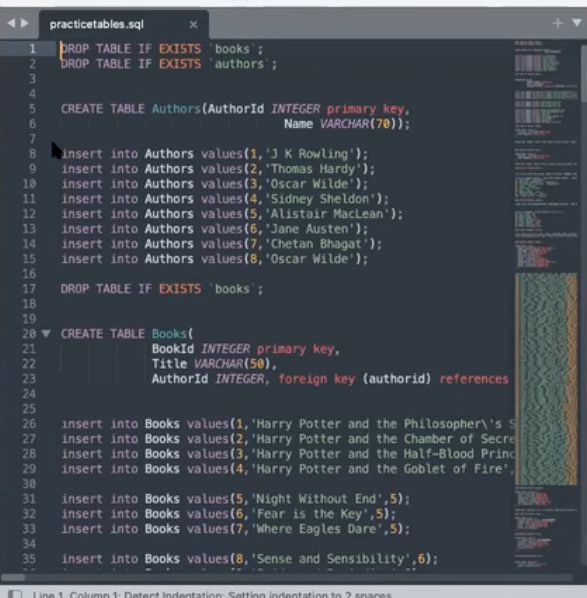 practicetables.sql ×
1 DROP TABLE IF EXISTS `books`;
2 DROP TABLE IF EXISTS `authors`;
3
4
5 CREATE TABLE Authors(AuthorId INTEGER primary key,
6 Name VARCHAR(70));
7
8 insert into Authors values(1,'J K Rowling');
9 insert into Authors values(2,'Thomas Hardy');
10 insert into Authors values(3,'Oscar Wilde');
11 insert into Authors values(4,'Sidney Sheldon');
12 insert into Authors values(5,'Alistair MacLean');
13 insert into Authors values(6,'Jane Austen');
14 insert into Authors values(7,'Chetan Bhagat');
15 insert into Authors values(8,'Oscar Wilde');
16
17 DROP TABLE IF EXISTS `books`;
18
19
20 CREATE TABLE Books(
21 BookId INTEGER primary key,
22 Title VARCHAR(50),
23 AuthorId INTEGER, foreign key (authorid) references
24
25
26 insert into Books values(1,'Harry Potter and the Philosopher\'s S
27 insert into Books values(2,'Harry Potter and the Chamber of Secre
28 insert into Books values(3,'Harry Potter and the Half-Blood Princ
29 insert into Books values(4,'Harry Potter and the Goblet of Fire',
30
31 insert into Books values(5,'Night Without End',5);
32 insert into Books values(6,'Fear is the Key',5);
33 insert into Books values(7,'Where Eagles Dare',5);
34
35 insert into Books values(8,'Sense and Sensibility',6);
Line 1, Column 1; Detect Indentation: Setting indentation to 2 spaces